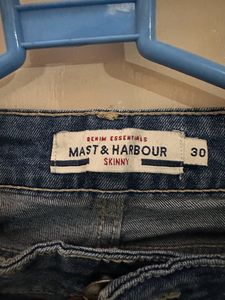 DENIM ESSENTIALS
MAST & HARBOUR
SKINNY
30